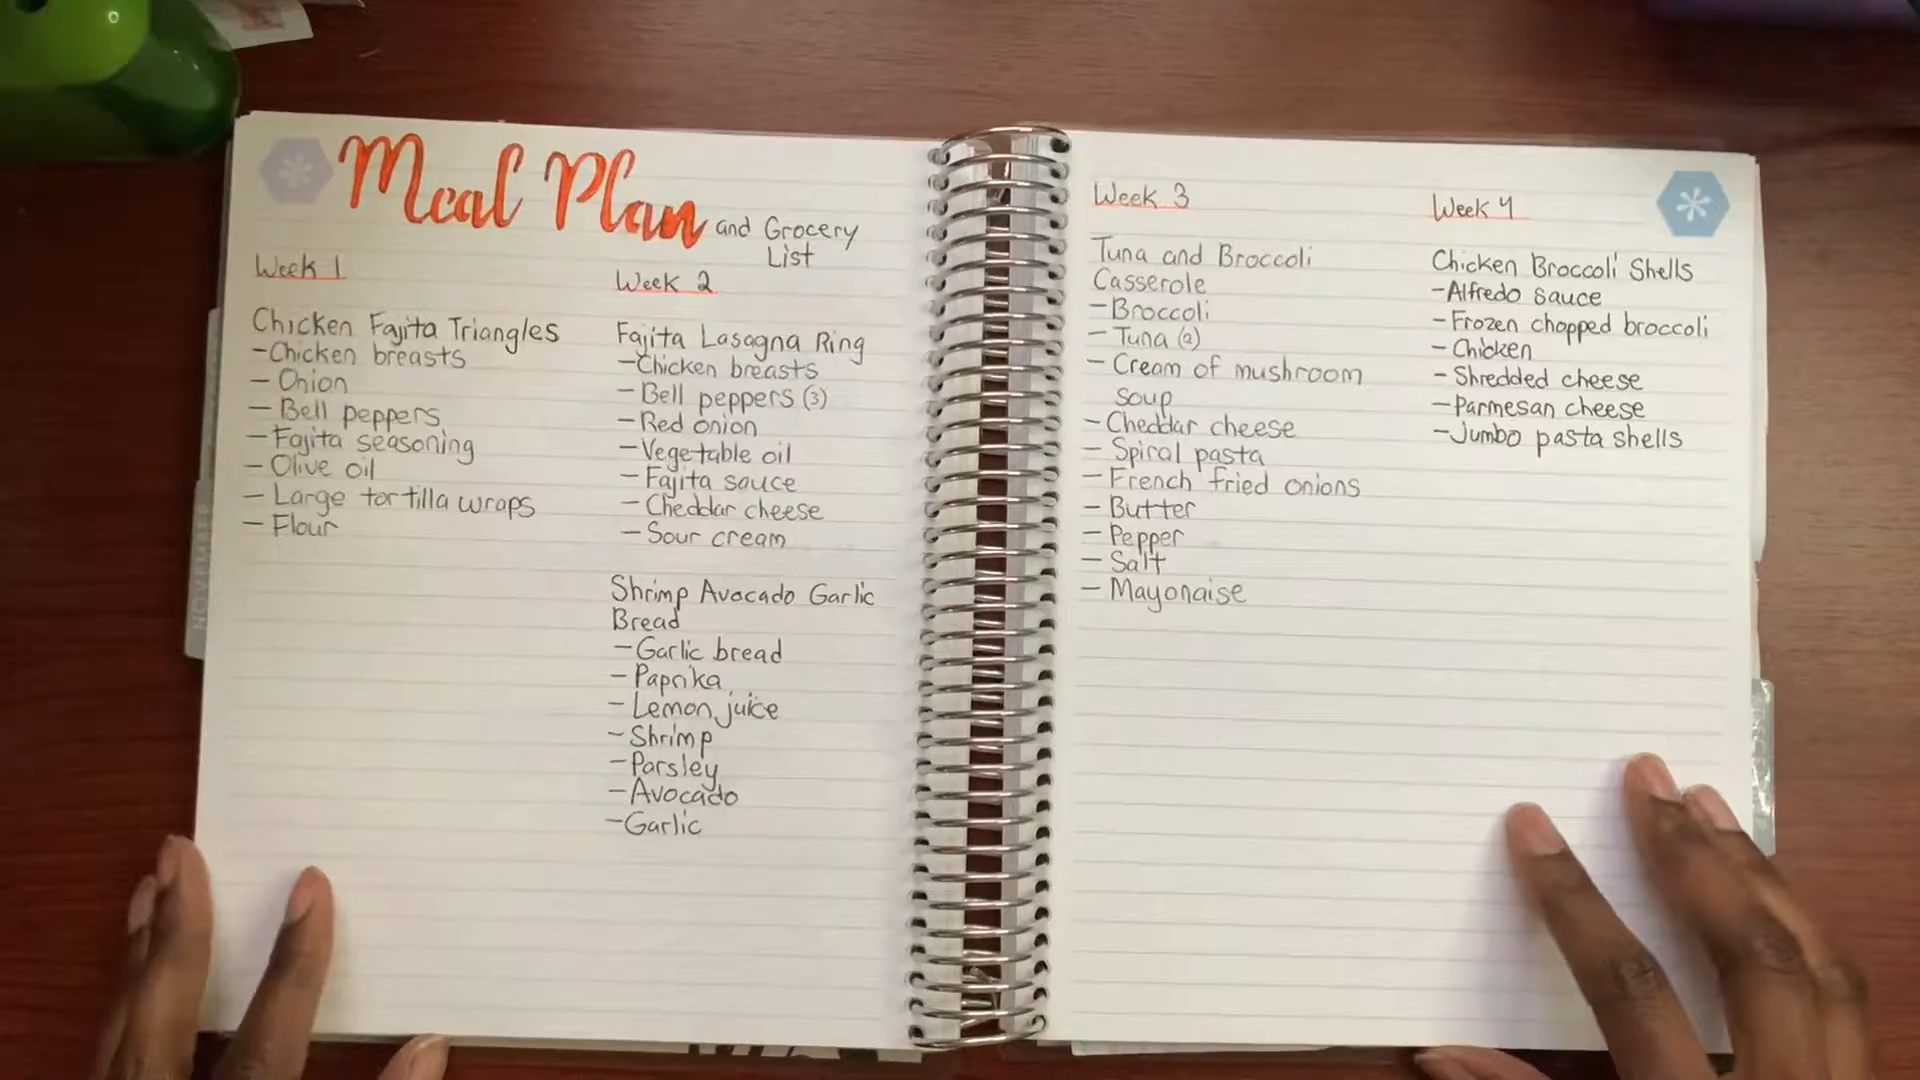 Meal Plan and Grocery
List
Week 1
Chicken Fajita Triangles
- Chicken breasts
- Onion
- Bell peppers
- Fajita seasoning
- Olive oil
- Large tortilla wraps
- Flour
Week 2
Fajita Lasagna Ring
- Chicken breasts
- Bell peppers (3)
- Red onion
- Vegetable oil
- Fajita sauce
- Cheddar cheese
- Sour cream
Shrimp Avocado Garlic
Bread
- Garlic bread
- Paprika
- Lemon juice
- Shrimp
- Parsley
- Avocado
- Garlic
Week 3
Tuna and Broccoli
Casserole
- Broccoli
- Tuna (2)
- Cream of mushroom
soup
- Cheddar cheese
- Spiral pasta
- French fried onions
- Butter
- Pepper
- Salt
- Mayonaise
Week 4
Chicken Broccoli Shells
- Alfredo sauce
- Frozen chopped broccoli
- Chicken
- Shredded cheese
- Parmesan cheese
- Jumbo pasta shells
NOVEMBER